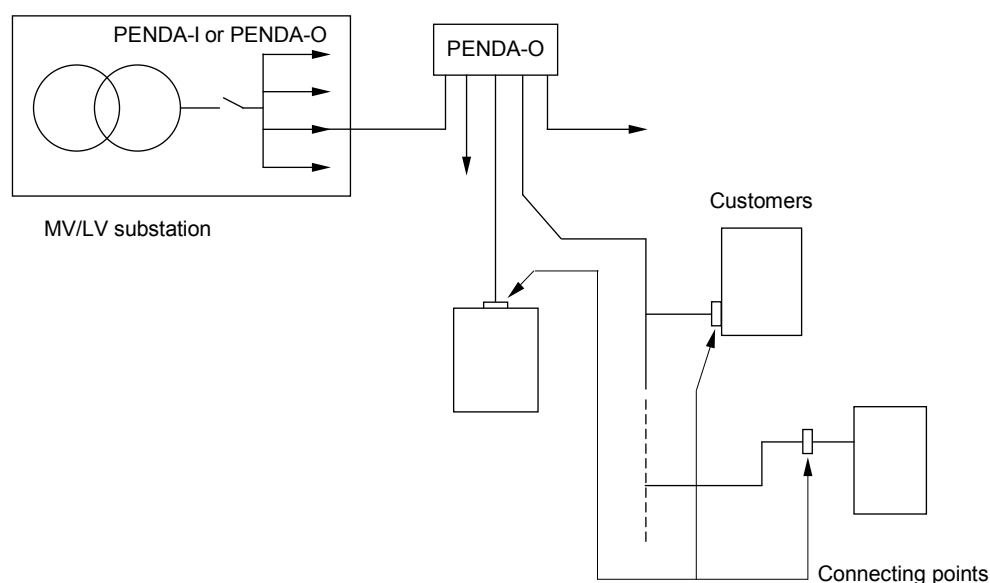 PENDA-I or PENDA-O
PENDA-O
MV/LV substation
Customers
Connecting points